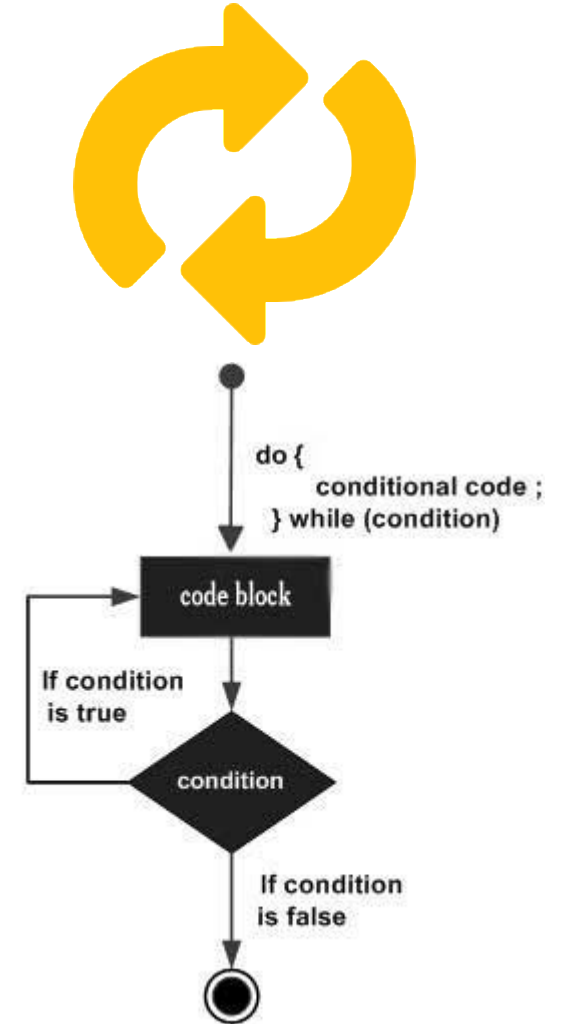 do {
conditional code ;
} while (condition)
code block
If condition
is true
condition
If condition
is false